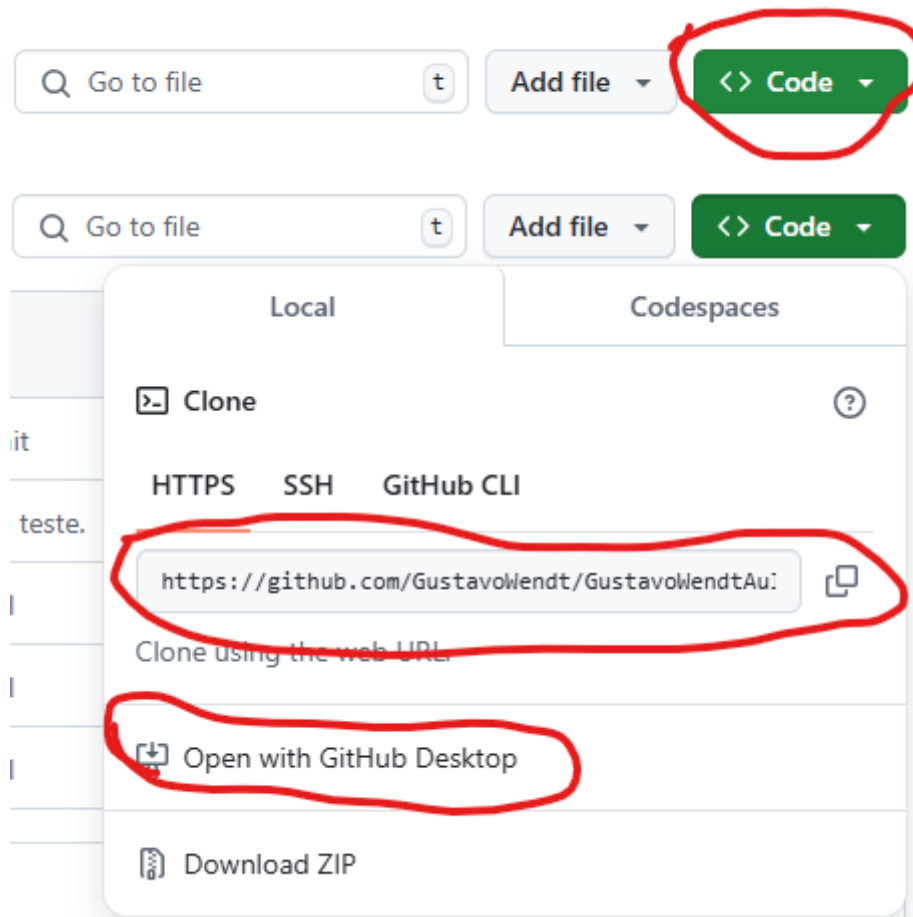 Go to file t Add file <> Code
Go to file t Add file <> Code
Local Codespaces
Clone
it
HTTPS SSH GitHub CLI
teste.
https://github.com/GustavoWendt/GustavoWendtAu
Clone using the web URL.
Open with GitHub Desktop
Download ZIP